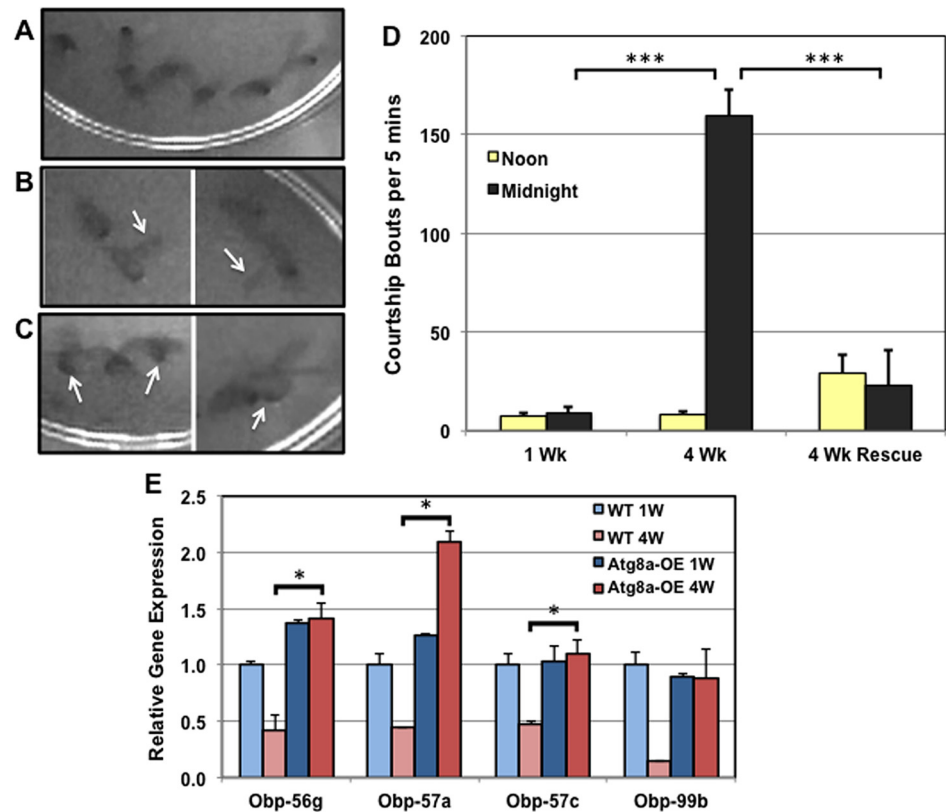 A
B
C
D
200
150
100
50
0
Courtship Bouts per 5 mins
***
***
Noon
Midnight
1 Wk
4 Wk
4 Wk Rescue
E
2.5
2.0
1.5
1.0
0.5
0.0
Relative Gene Expression
*
*
*
WT 1W
WT 4W
Atg8a-OE 1W
Atg8a-OE 4W
Obp-56g
Obp-57a
Obp-57c
Obp-99b